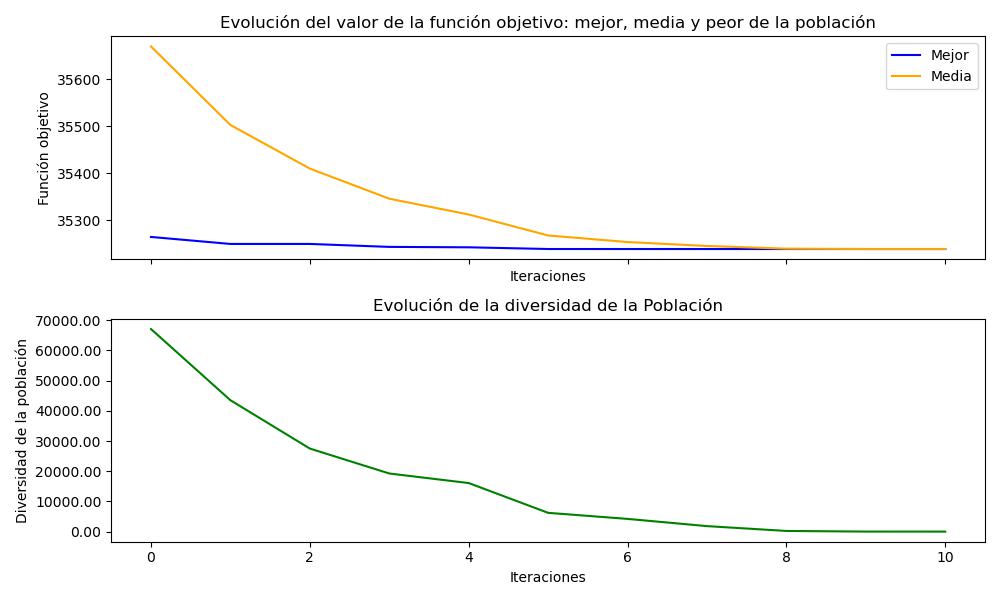 Evolución del valor de la función objetivo: mejor, media y peor de la población
Mejor
Media
Función objetivo
35600
35500
35400
35300
Iteraciones
Evolución de la diversidad de la Población
Diversidad de la población
70000.00
60000.00
50000.00
40000.00
30000.00
20000.00
10000.00
0.00
0 2 4 6 8 10
Iteraciones